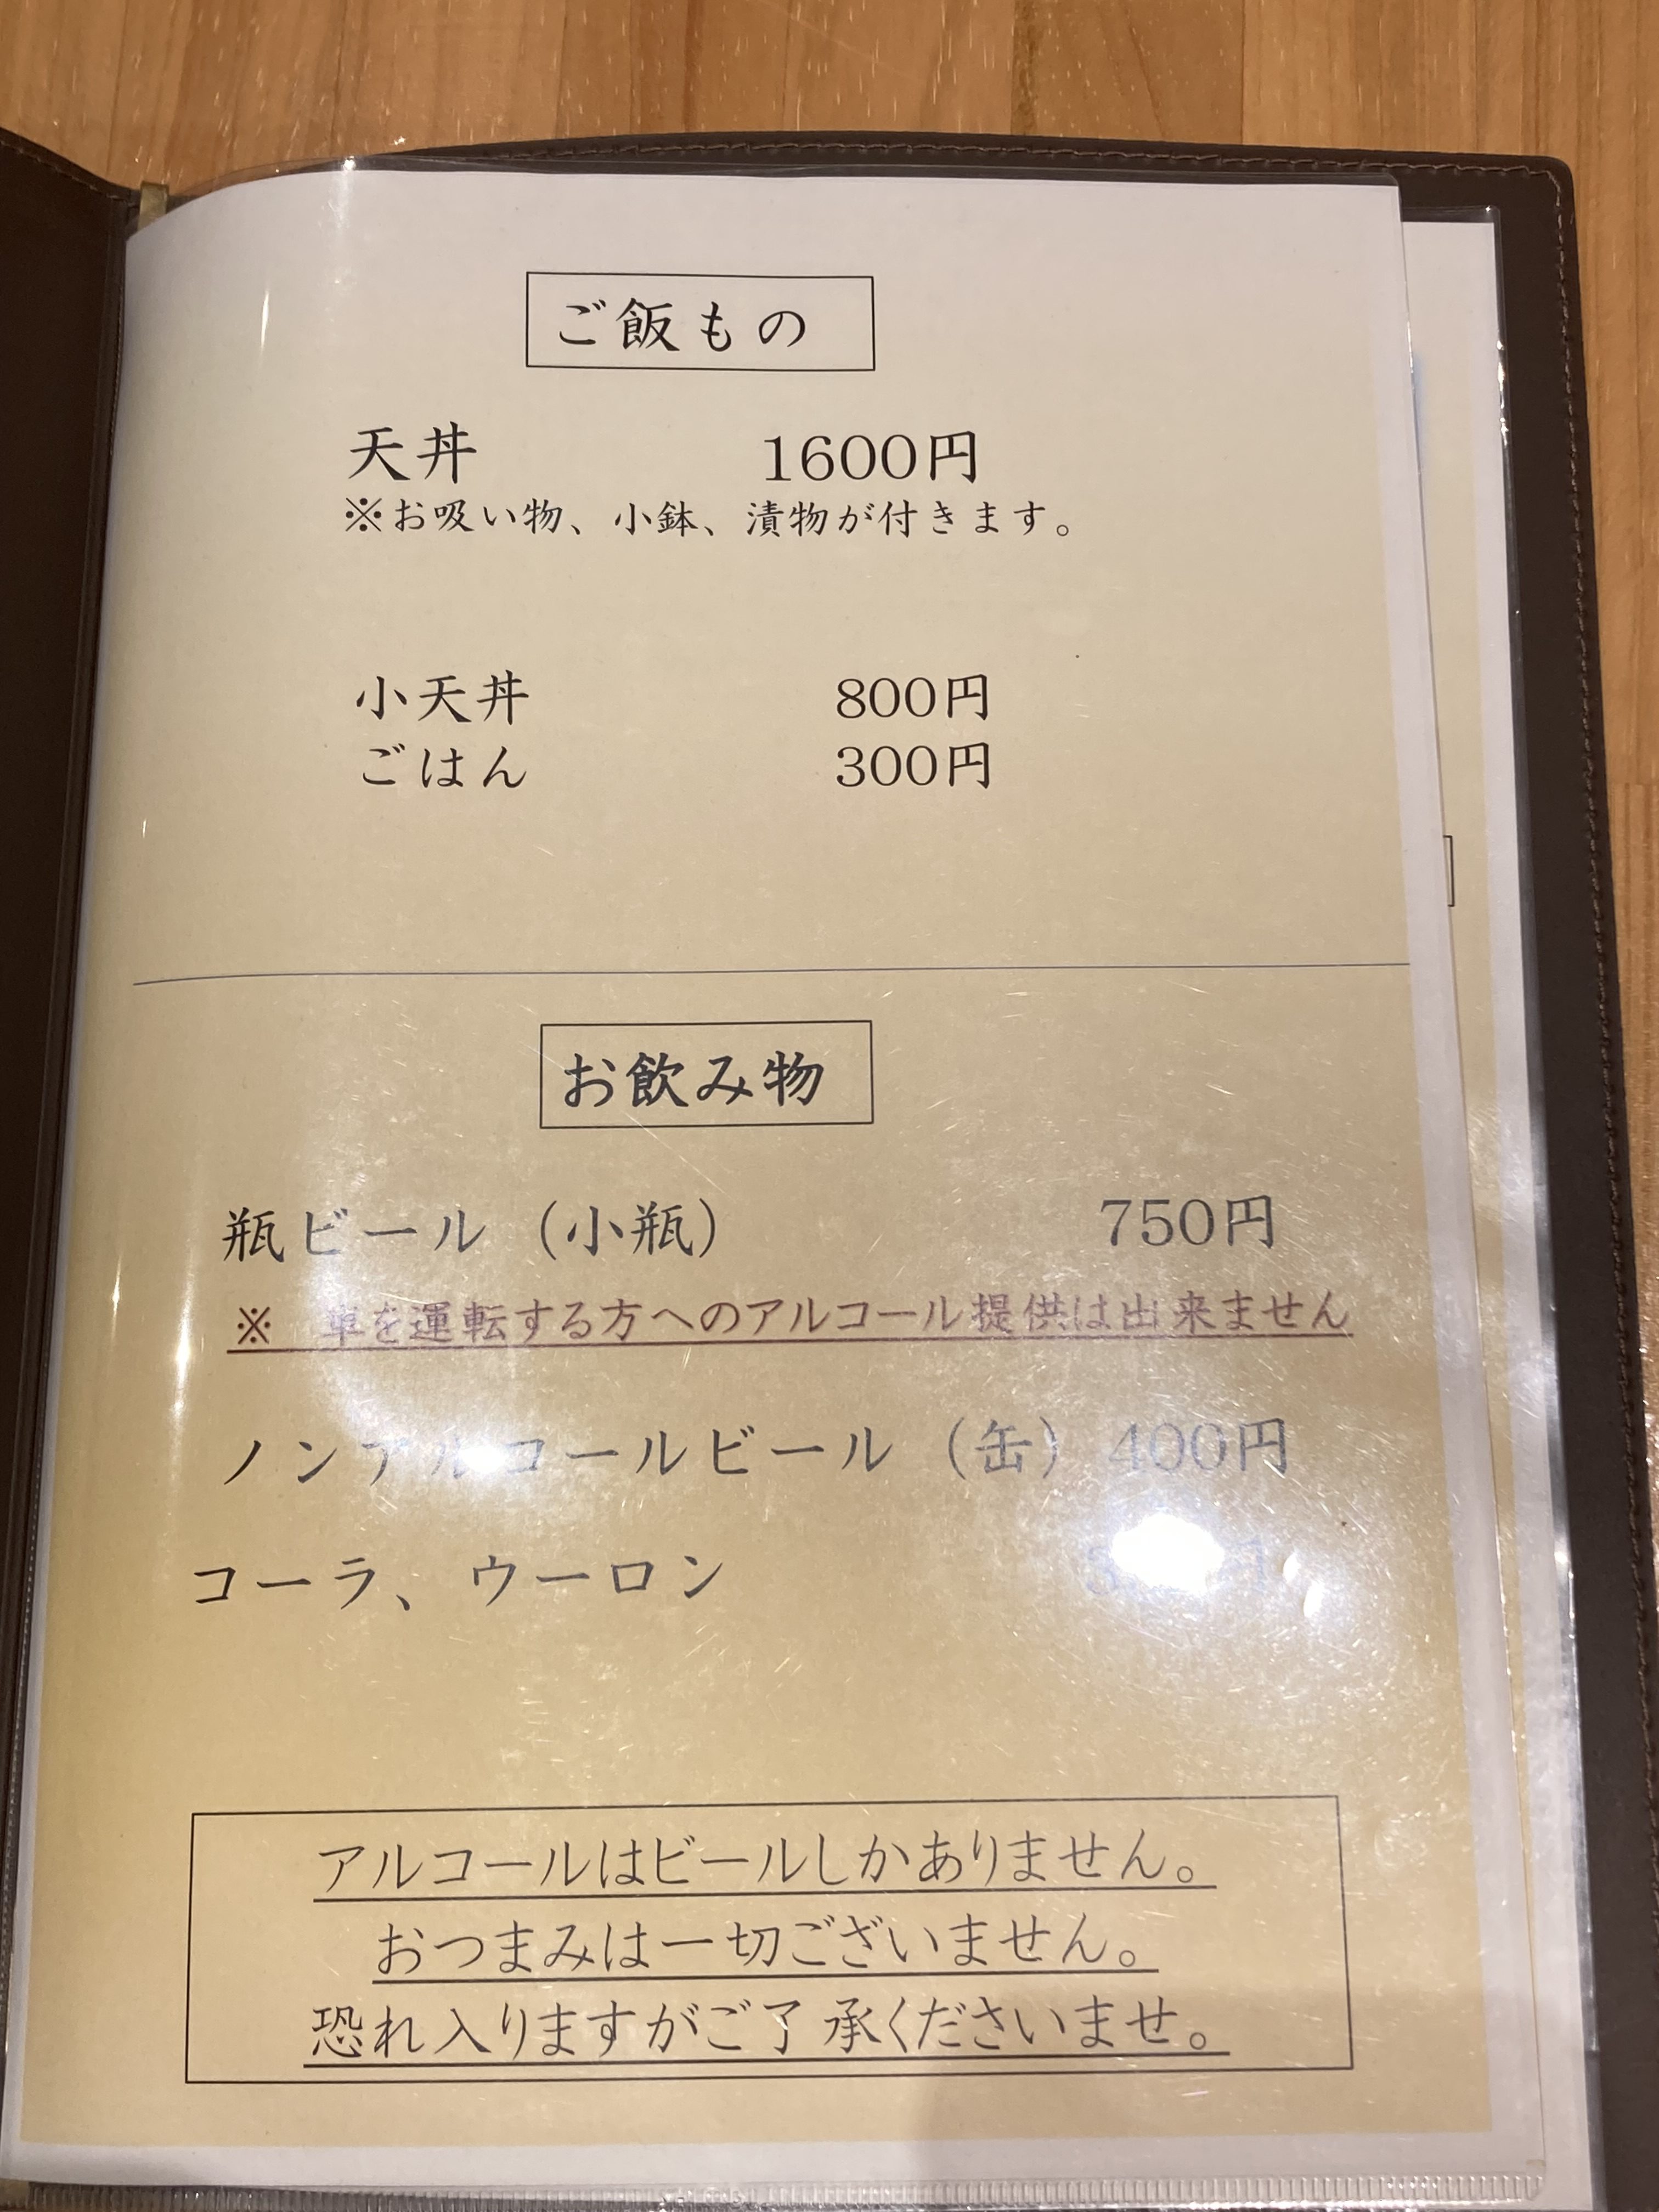 ご飯もの
天丼 1600円
※お吸い物、小鉢、漬物が付きます。
小天丼 800円
ごはん 300円
お飲み物
瓶ビール（小瓶） 750円
※ 車を運転する方へのアルコール提供は出来ません
ノンアルコールビール（缶） 400円
コーラ、ウーロン
アルコールはビールしかありません。
おつまみは一切ございません。
恐れ入りますがご了承くださいませ。